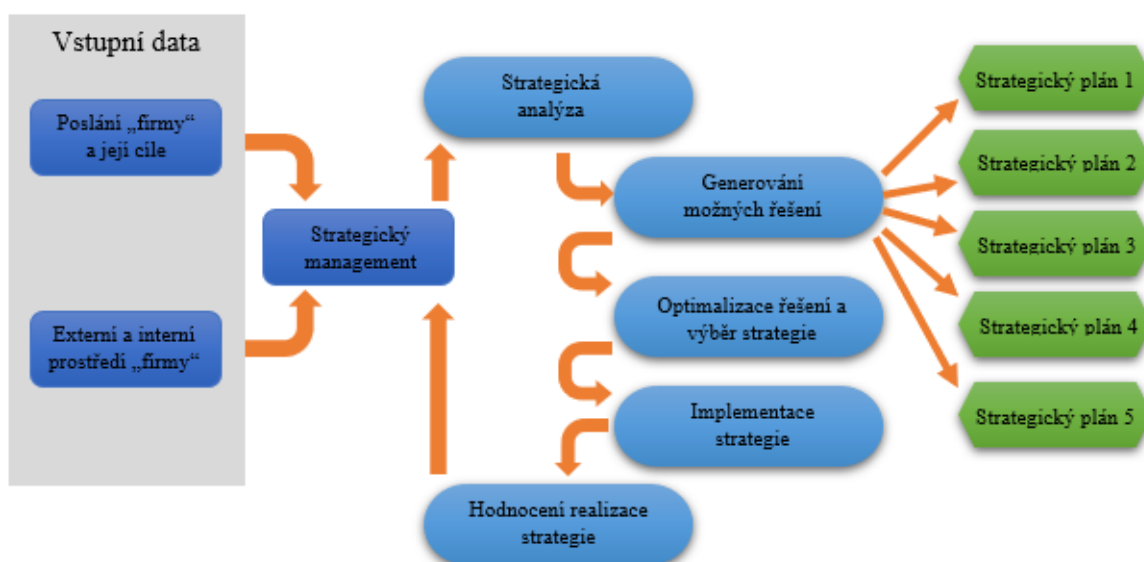 Vstupní data
Poslání „firmy“
a její cíle
Externí a interní
prostředí „firmy“
Strategický
management
Strategická
analýza
Generování
možných řešení
Optimalizace řešení a
výběr strategie
Implementace
strategie
Hodnocení realizace
strategie
Strategický plán 1
Strategický plán 2
Strategický plán 3
Strategický plán 4
Strategický plán 5